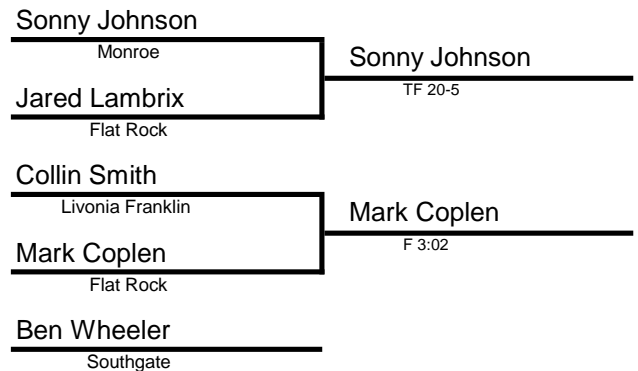 Sonny Johnson
Monroe
Sonny Johnson
TF 20-5
Jared Lambrix
Flat Rock
Collin Smith
Livonia Franklin
Mark Coplen
F 3:02
Mark Coplen
Flat Rock
Ben Wheeler
Southgate